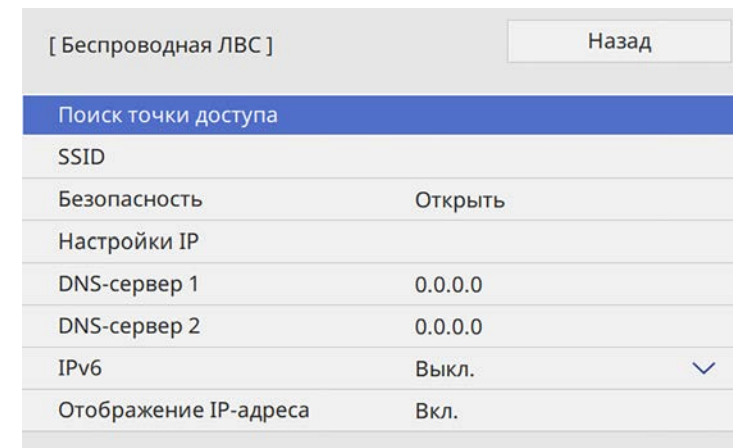 [ Беспроводная ЛВС ] Назад
Поиск точки доступа
SSID
Безопасность Открыть
Настройки IP
DNS-сервер 1 0.0.0.0
DNS-сервер 2 0.0.0.0
IPv6 Выкл.
Отображение IP-адреса Вкл.